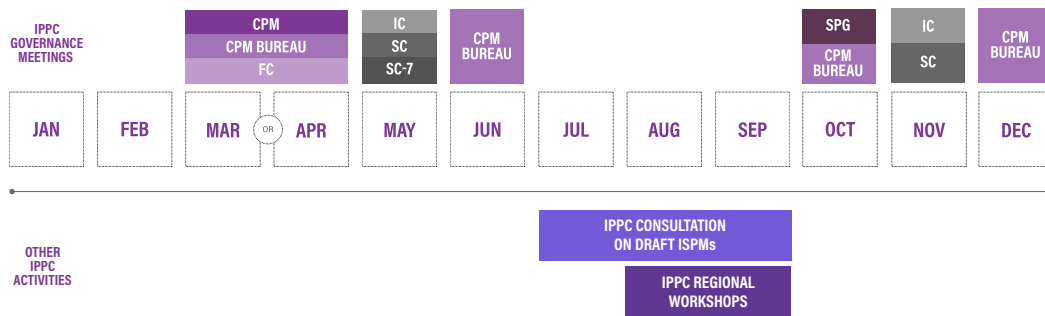 IPPC
GOVERNANCE
MEETINGS
CPM
CPM BUREAU
FC
IC
SC
SC-7
CPM
BUREAU
SPG
CPM
BUREAU
IC
SC
CPM
BUREAU
JAN
FEB
MAR
OR
APR
MAY
JUN
JUL
AUG
SEP
OCT
NOV
DEC
OTHER
IPPC
ACTIVITIES
IPPC CONSULTATION
ON DRAFT ISPMs
IPPC REGIONAL
WORKSHOPS